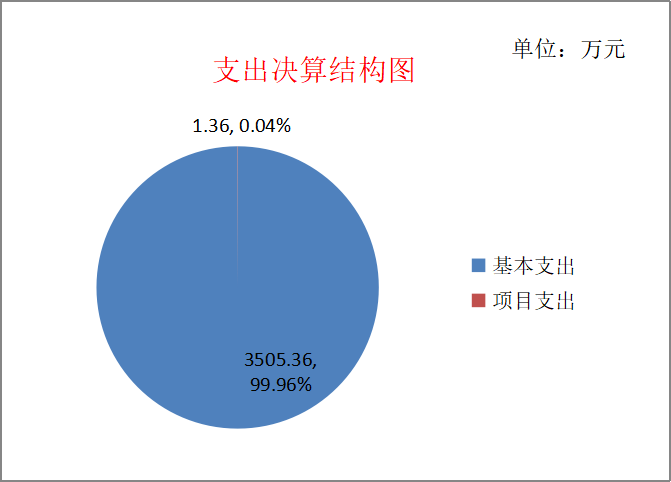 单位：万元
支出决算结构图
1.36, 0.04%
基本支出
项目支出
3505.36,
99.96%